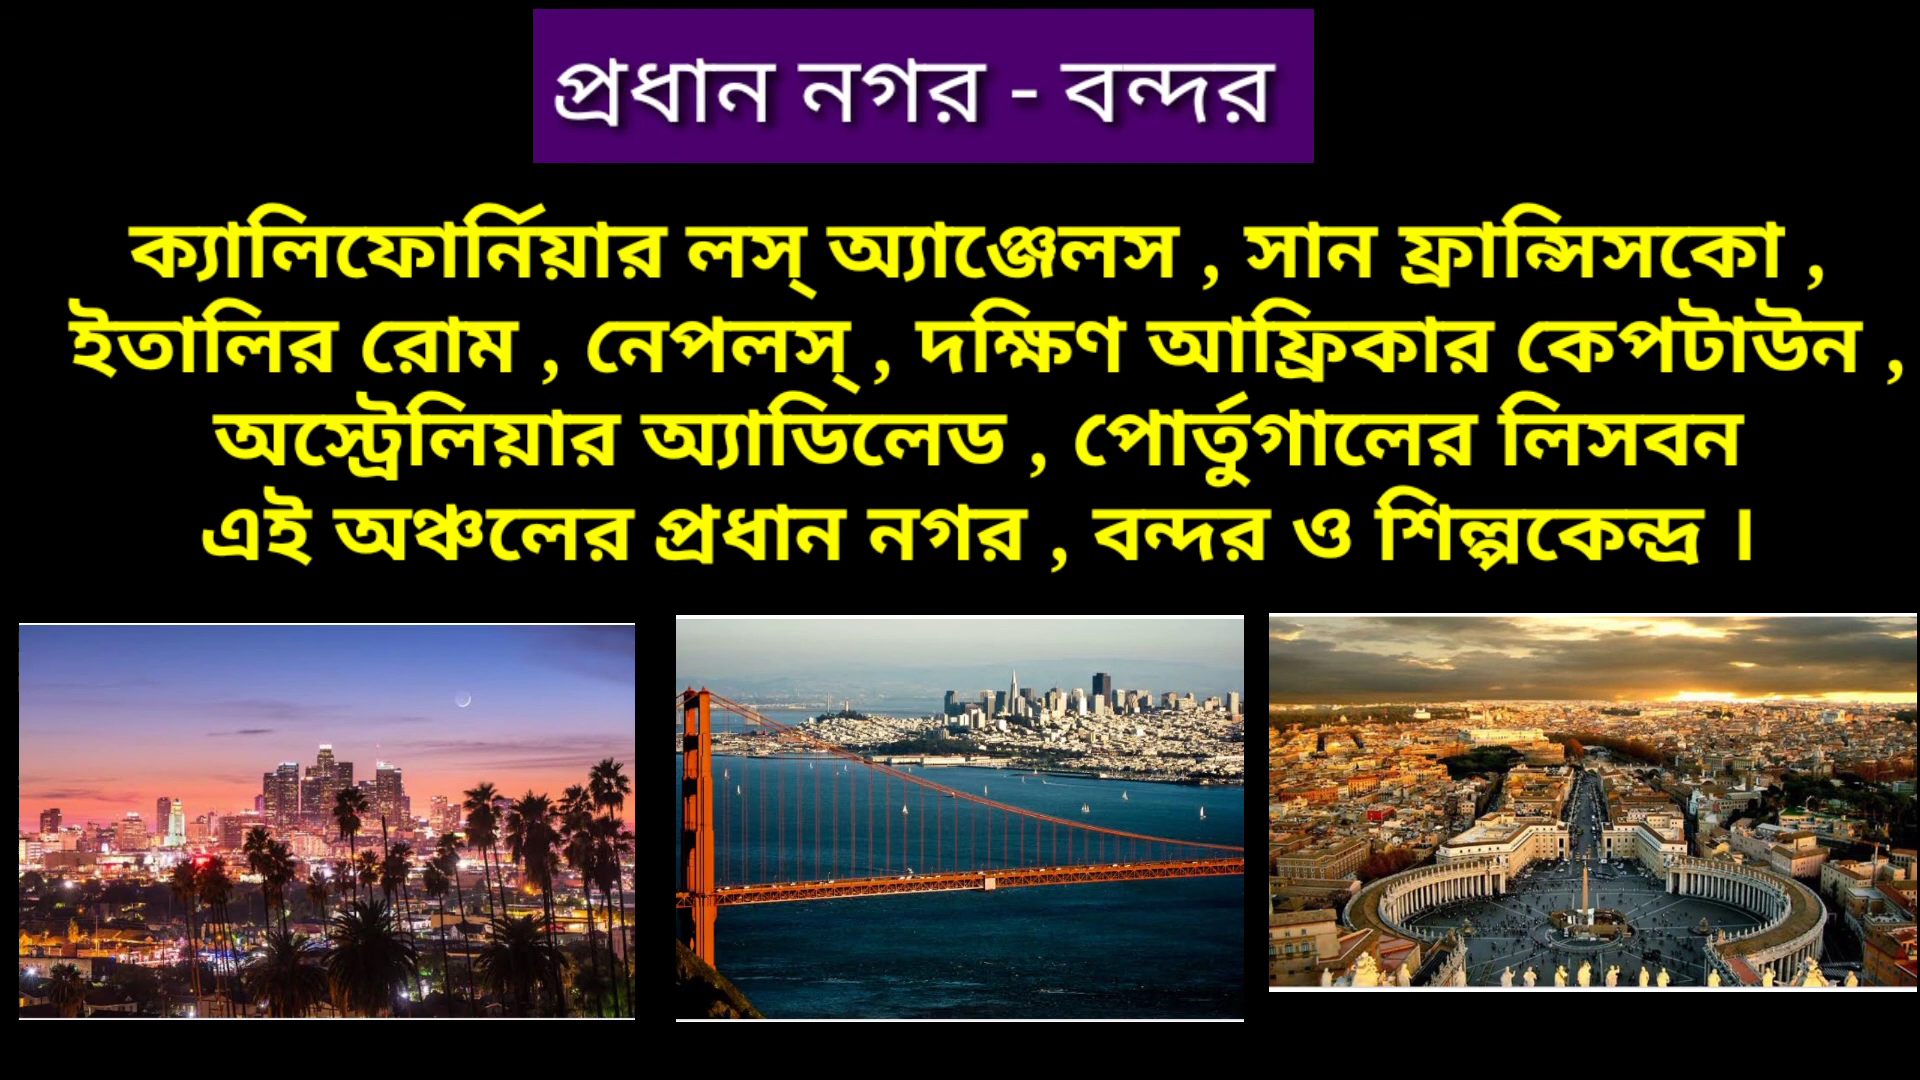 প্রধান নগর - বন্দর
ক্যালিফোর্নিয়ার লস্ অ্যাঞ্জেলস , সান ফ্রান্সিসকো ,
ইতালির রোম , নেপলস্ , দক্ষিণ আফ্রিকার কেপটাউন ,
অস্ট্রেলিয়ার অ্যাডিলেড , পোর্তুগালের লিসবন
এই অঞ্চলের প্রধান নগর , বন্দর ও শিল্পকেন্দ্র ।